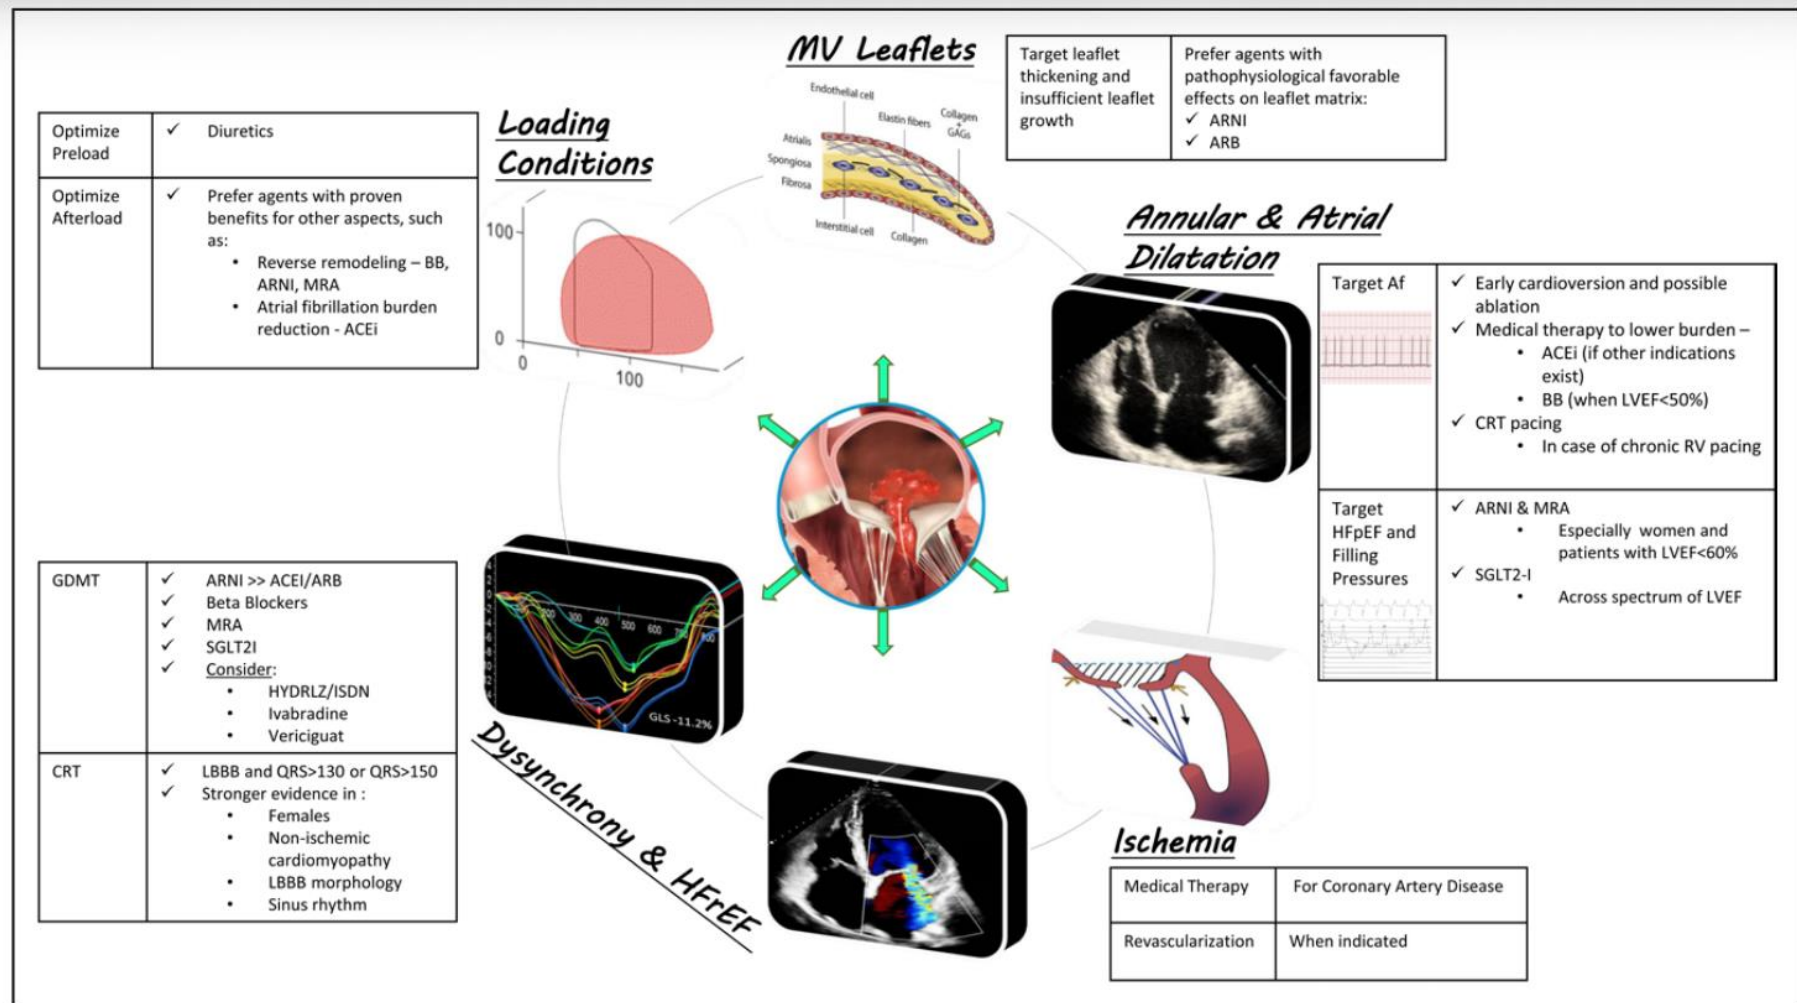 MV Leaflets
Target leaflet
thickening and
insufficient leaflet
growth
Prefer agents with
pathophysiological favorable
effects on leaflet matrix:
✓ ARNI
✓ ARB
Endothelial cell
Elastin fibers
Collagen
+
GAGs
Atrialis
Spongiosa
Fibrosa
Interstitial cell
Collagen
Loading
Conditions
Optimize
Preload
✓ Diuretics
Optimize
Afterload
✓ Prefer agents with proven
benefits for other aspects, such
as:
• Reverse remodeling – BB,
ARNI, MRA
• Atrial fibrillation burden
reduction - ACEi
100
0
0
100
Annular & Atrial
Dilatation
Target Af
✓ Early cardioversion and possible
ablation
✓ Medical therapy to lower burden –
• ACEi (if other indications
exist)
• BB (when LVEF<50%)
✓ CRT pacing
• In case of chronic RV pacing
Target
HFpEF and
Filling
Pressures
✓ ARNI & MRA
• Especially women and
patients with LVEF<60%
✓ SGLT2-I
• Across spectrum of LVEF
GDMT
✓ ARNI >> ACEI/ARB
✓ Beta Blockers
✓ MRA
✓ SGLT2I
✓ Consider:
• HYDRLZ/ISDN
• Ivabradine
• Vericiguat
CRT
✓ LBBB and QRS>130 or QRS>150
✓ Stronger evidence in :
• Females
• Non-ischemic
cardiomyopathy
• LBBB morphology
• Sinus rhythm
200 300 400 500 600
GLS -11.2%
Dysynchrony & HFrEF
Ischemia
Medical Therapy
For Coronary Artery Disease
Revascularization
When indicated